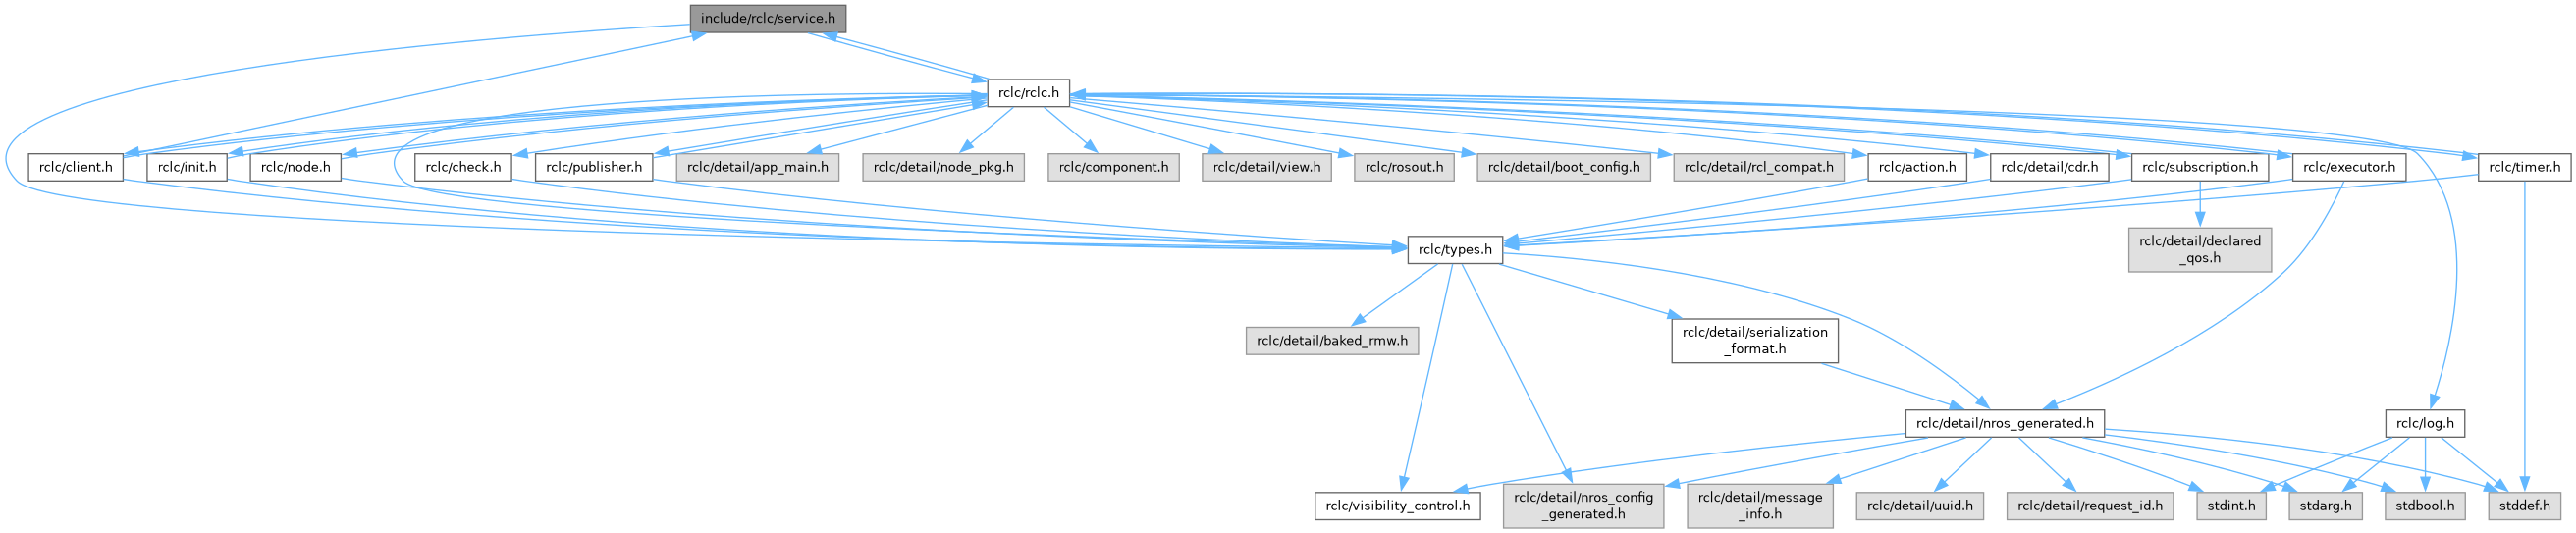 include/rclc/service.h
rclc/rclc.h
rclc/client.h
rclc/init.h
rclc/node.h
rclc/check.h
rclc/publisher.h
rclc/detail/app_main.h
rclc/detail/node_pkg.h
rclc/component.h
rclc/detail/view.h
rclc/rosout.h
rclc/detail/boot_config.h
rclc/detail/rcl_compat.h
rclc/action.h
rclc/detail/cdr.h
rclc/subscription.h
rclc/executor.h
rclc/timer.h
rclc/types.h
rclc/detail/declared
_qos.h
rclc/detail/baked_rmw.h
rclc/detail/serialization
_format.h
rclc/detail/nros_generated.h
rclc/log.h
rclc/visibility_control.h
rclc/detail/nros_config
_generated.h
rclc/detail/message
_info.h
rclc/detail/uuid.h
rclc/detail/request_id.h
stdint.h
stdarg.h
stdbool.h
stddef.h